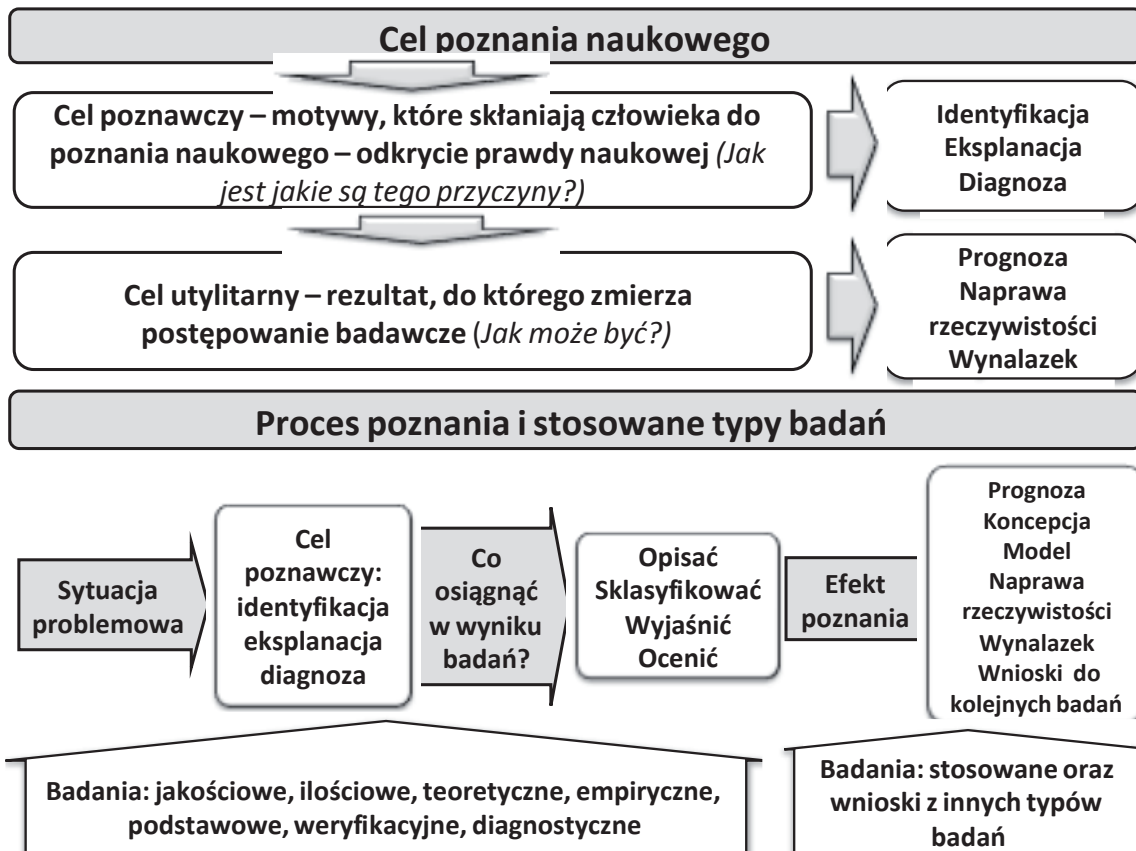 Cel poznania naukowego
Cel poznawczy – motywy, które skłaniają człowieka do
poznania naukowego – odkrycie prawdy naukowej (Jak
jest jakie są tego przyczyny?)
Identyfikacja
Eksplanacja
Diagnoza
Cel utylitarny – rezultat, do którego zmierza
postępowanie badawcze (Jak może być?)
Prognoza
Naprawa
rzeczywistości
Wynalazek
Proces poznania i stosowane typy badań
Sytuacja
problemowa
Cel
poznawczy:
identyfikacja
eksplanacja
diagnoza
Co
osiągnąć
w wyniku
badań?
Opisać
Sklasyfikować
Wyjaśnić
Ocenić
Efekt
poznania
Prognoza
Koncepcja
Model
Naprawa
rzeczywistości
Wynalazek
Wnioski do
kolejnych badań
Badania: jakościowe, ilościowe, teoretyczne, empiryczne,
podstawowe, weryfikacyjne, diagnostyczne
Badania: stosowane oraz
wnioski z innych typów
badań